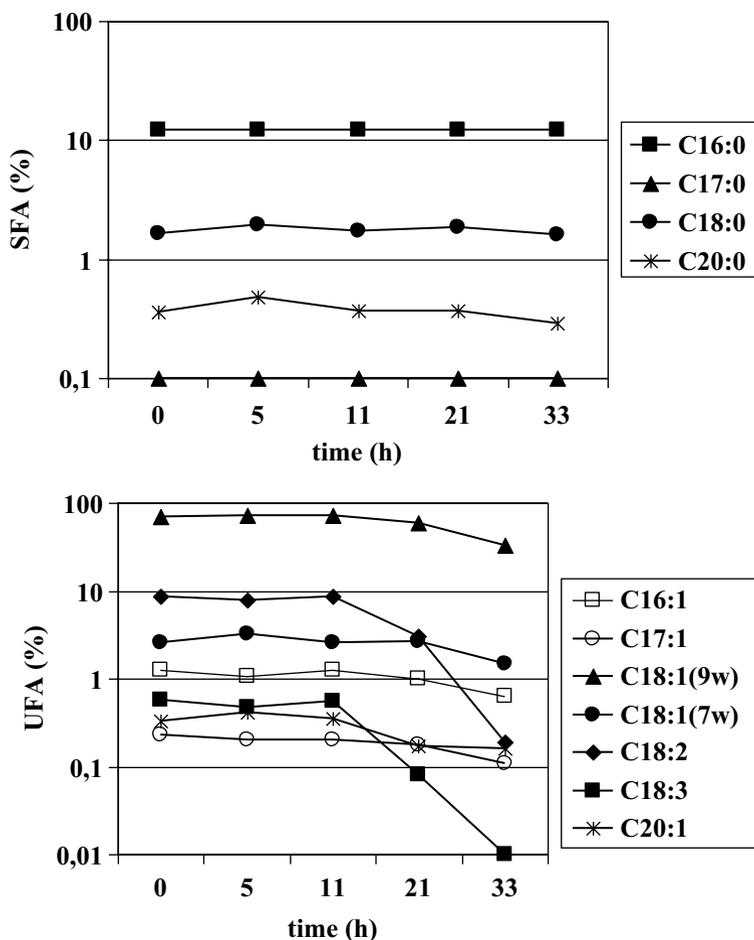 100
10
1
0,1
SFA (%)
0 5 11 21 33
time (h)
C16:0
C17:0
C18:0
C20:0
100
10
1
0,1
0,01
UFA (%)
0 5 11 21 33
time (h)
C16:1
C17:1
C18:1(9w)
C18:1(7w)
C18:2
C18:3
C20:1